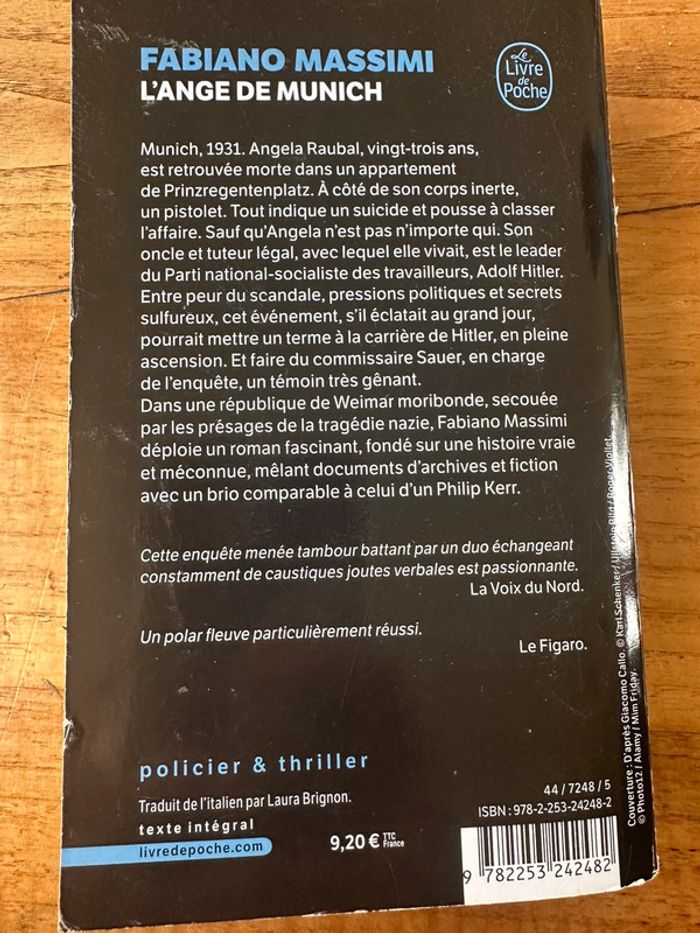 FABIANO MASSIMI
L'ANGE DE MUNICH
Le
Livre
de
Poche
Munich, 1931. Angela Raubal, vingt-trois ans,
est retrouvée morte dans un appartement
de Prinzregentenplatz. À côté de son corps inerte,
un pistolet. Tout indique un suicide et pousse à classer
l'affaire. Sauf qu'Angela n'est pas n'importe qui. Son
oncle et tuteur légal, avec lequel elle vivait, est le leader
du Parti national-socialiste des travailleurs, Adolf Hitler.
Entre peur du scandale, pressions politiques et secrets
sulfureux, cet événement, s'il éclatait au grand jour,
pourrait mettre un terme à la carrière de Hitler, en pleine
ascension. Et faire du commissaire Sauer, en charge
de l'enquête, un témoin très gênant.
Dans une république de Weimar moribonde, secouée
par les présages de la tragédie nazie, Fabiano Massimi
déploie un roman fascinant, fondé sur une histoire vraie
et méconnue, mêlant documents d'archives et fiction
avec un brio comparable à celui d'un Philip Kerr.
Cette enquête menée tambour battant par un duo échangeant
constamment de caustiques joutes verbales est passionnante.
La Voix du Nord.
Un polar fleuve particulièrement réussi.
Le Figaro.
policier & thriller
Traduit de l'italien par Laura Brignon.
texte intégral
livredepoche.com
9,20 € TTC
France
44 / 7248 / 5
ISBN : 978-2-253-24248-2
9 782253 242482
Couverture : D'après Giacomo Callo. © Karl Schenker / Ullstein Bild / Roger-Viollet.
© Photo12 / Alamy / Mim Friday.